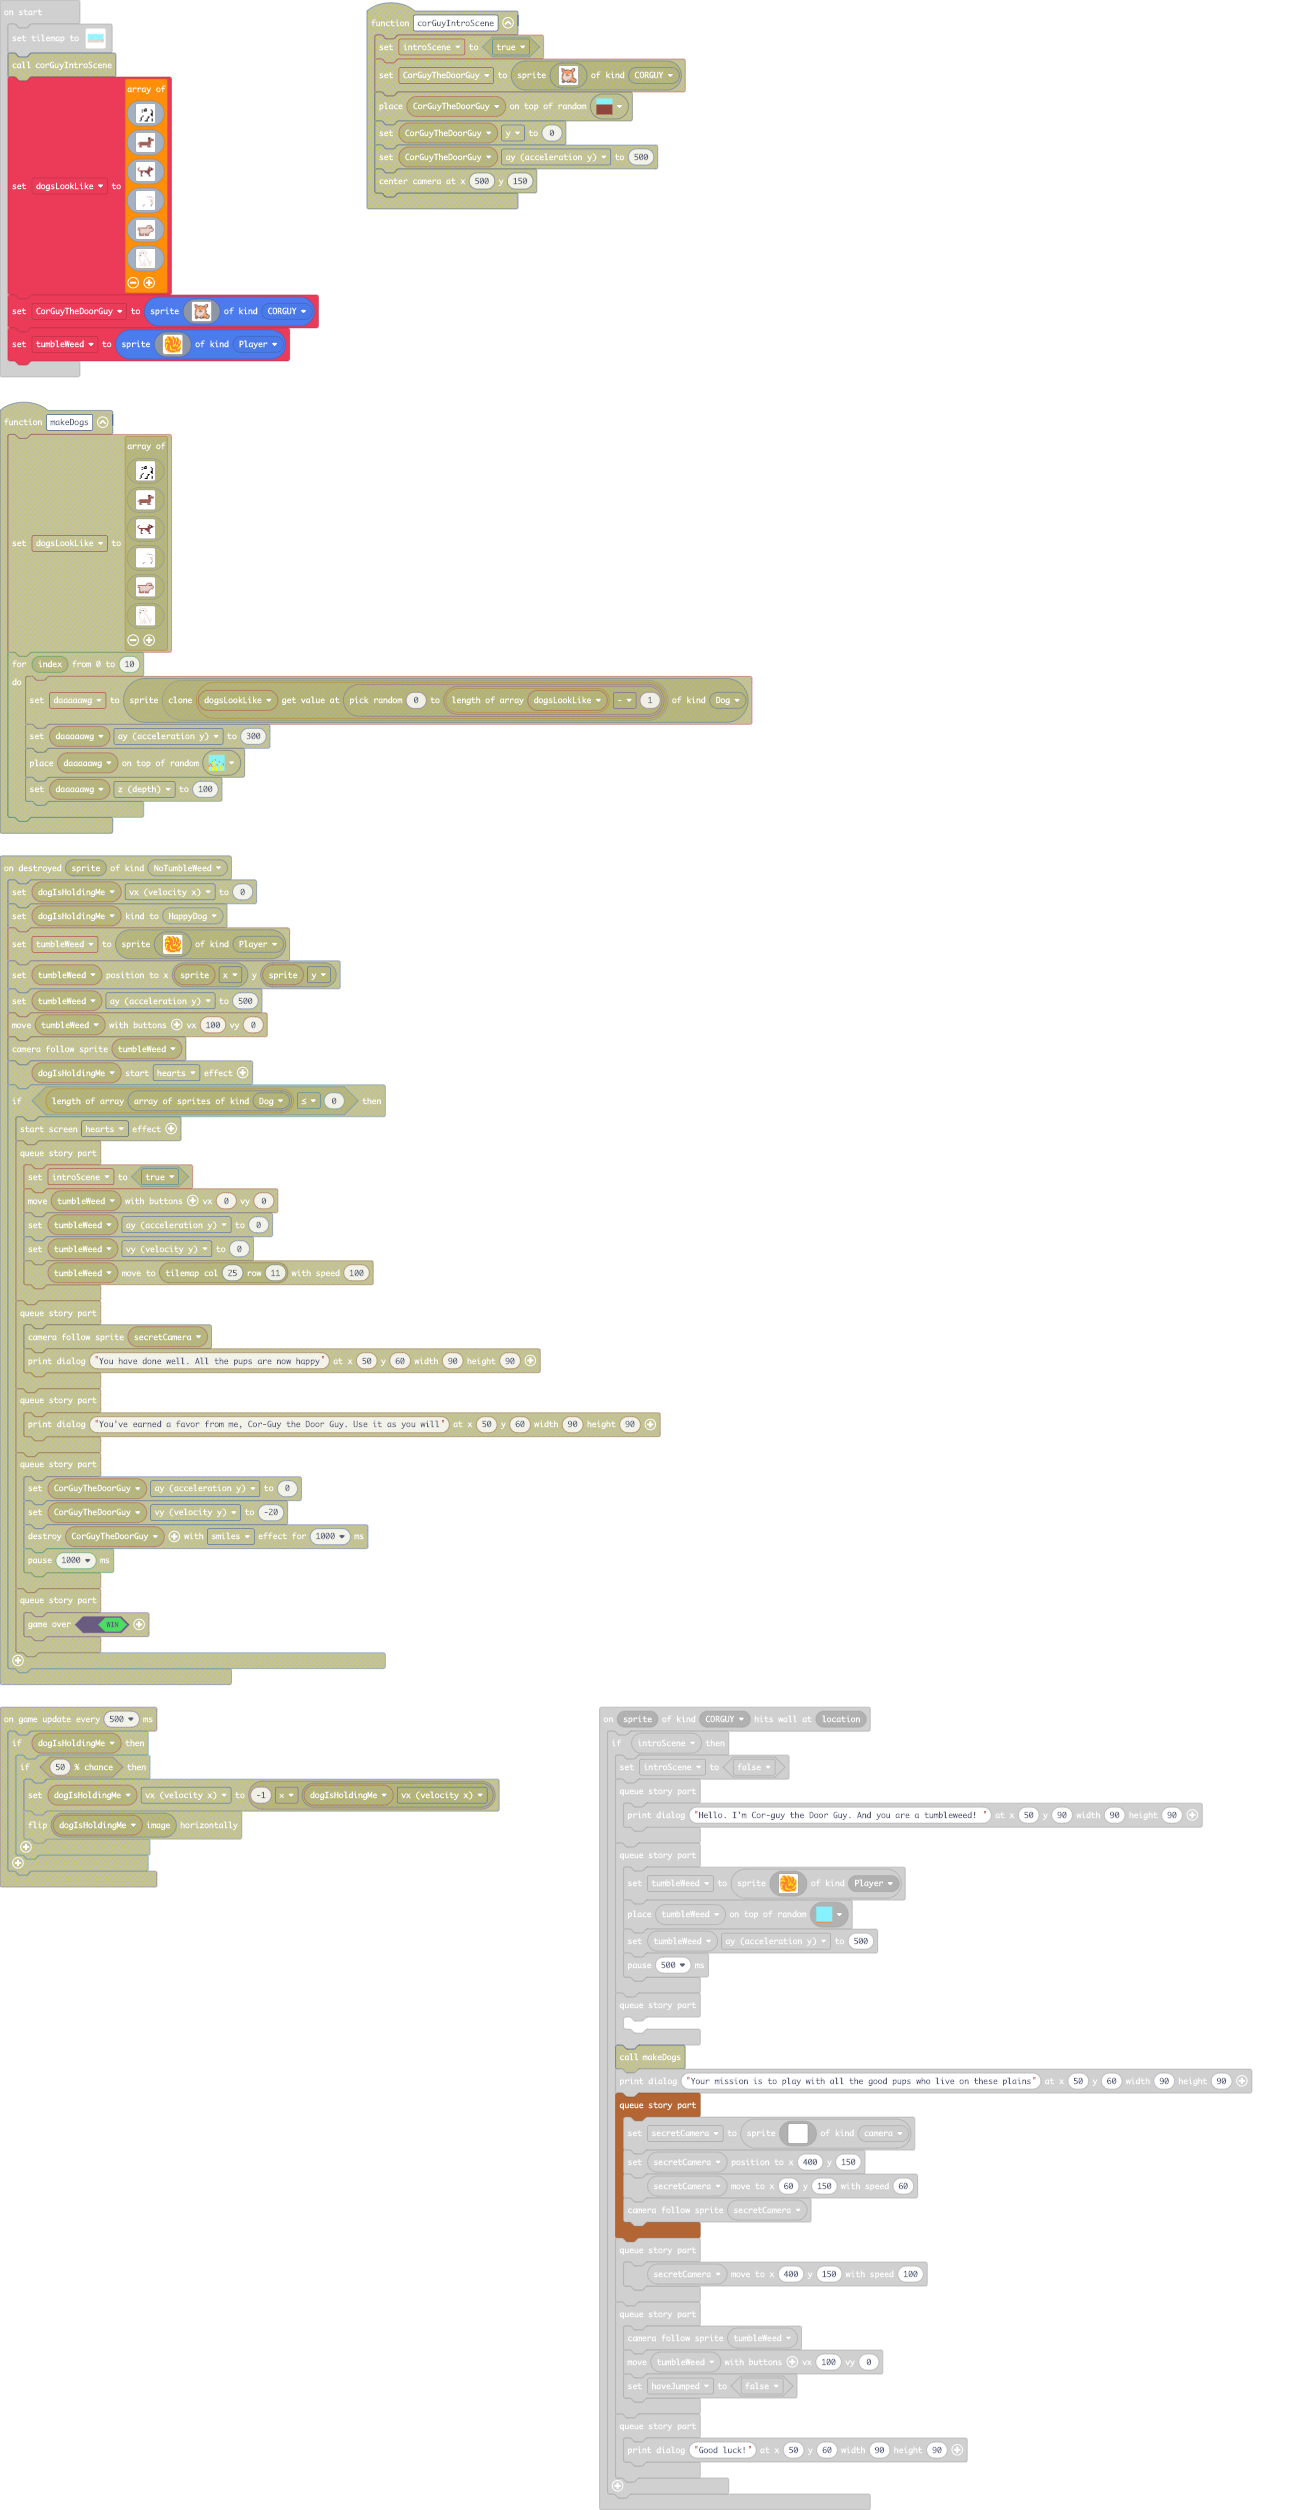 on start
set tilemap to
call corGuyIntroScene
set dogsLookLike to array of
set CorGuyTheDoorGuy to sprite of kind CORGUY
set tumbleWeed to sprite of kind Player
function corGuyIntroScene
set introScene to true
set CorGuyTheDoorGuy to sprite of kind CORGUY
place CorGuyTheDoorGuy on top of random
set CorGuyTheDoorGuy y to 0
set CorGuyTheDoorGuy ay (acceleration y) to 500
center camera at x 500 y 150
function makeDogs
set dogsLookLike to array of
for index from 0 to 10
do
set daaaaawg to sprite clone dogsLookLike get value at pick random 0 to length of array dogsLookLike - 1 of kind Dog
set daaaaawg ay (acceleration y) to 300
place daaaaawg on top of random
set daaaaawg z (depth) to 100
on destroyed sprite of kind NoTumbleWeed
set dogIsHoldingMe vx (velocity x) to 0
set dogIsHoldingMe kind to HappyDog
set tumbleWeed to sprite of kind Player
set tumbleWeed position to x sprite x y sprite y
set tumbleWeed ay (acceleration y) to 500
move tumbleWeed with buttons vx 100 vy 0
camera follow sprite tumbleWeed
dogIsHoldingMe start hearts effect
if length of array array of sprites of kind Dog ≤ 0 then
start screen hearts effect
queue story part
set introScene to true
move tumbleWeed with buttons vx 0 vy 0
set tumbleWeed ay (acceleration y) to 0
set tumbleWeed vy (velocity y) to 0
tumbleWeed move to tilemap col 25 row 11 with speed 100
queue story part
camera follow sprite secretCamera
print dialog "You have done well. All the pups are now happy" at x 50 y 60 width 90 height 90
queue story part
print dialog "You've earned a favor from me, Cor-Guy the Door Guy. Use it as you will" at x 50 y 60 width 90 height 90
queue story part
set CorGuyTheDoorGuy ay (acceleration y) to 0
set CorGuyTheDoorGuy vy (velocity y) to -20
destroy CorGuyTheDoorGuy with smiles effect for 1000 ms
pause 1000 ms
queue story part
game over WIN
on game update every 500 ms
if dogIsHoldingMe then
if 50 % chance then
set dogIsHoldingMe vx (velocity x) to -1 × dogIsHoldingMe vx (velocity x)
flip dogIsHoldingMe image horizontally
on sprite of kind CORGUY hits wall at location
if introScene then
set introScene to false
queue story part
print dialog "Hello. I'm Cor-guy the Door Guy. And you are a tumbleweed! " at x 50 y 90 width 90 height 90
queue story part
set tumbleWeed to sprite of kind Player
place tumbleWeed on top of random
set tumbleWeed ay (acceleration y) to 500
pause 500 ms
queue story part
call makeDogs
print dialog "Your mission is to play with all the good pups who live on these plains" at x 50 y 60 width 90 height 90
queue story part
set secretCamera to sprite of kind camera
set secretCamera position to x 400 y 150
secretCamera move to x 60 y 150 with speed 60
camera follow sprite secretCamera
queue story part
secretCamera move to x 400 y 150 with speed 100
queue story part
camera follow sprite tumbleWeed
move tumbleWeed with buttons vx 100 vy 0
set haveJumped to false
queue story part
print dialog "Good luck!" at x 50 y 60 width 90 height 90